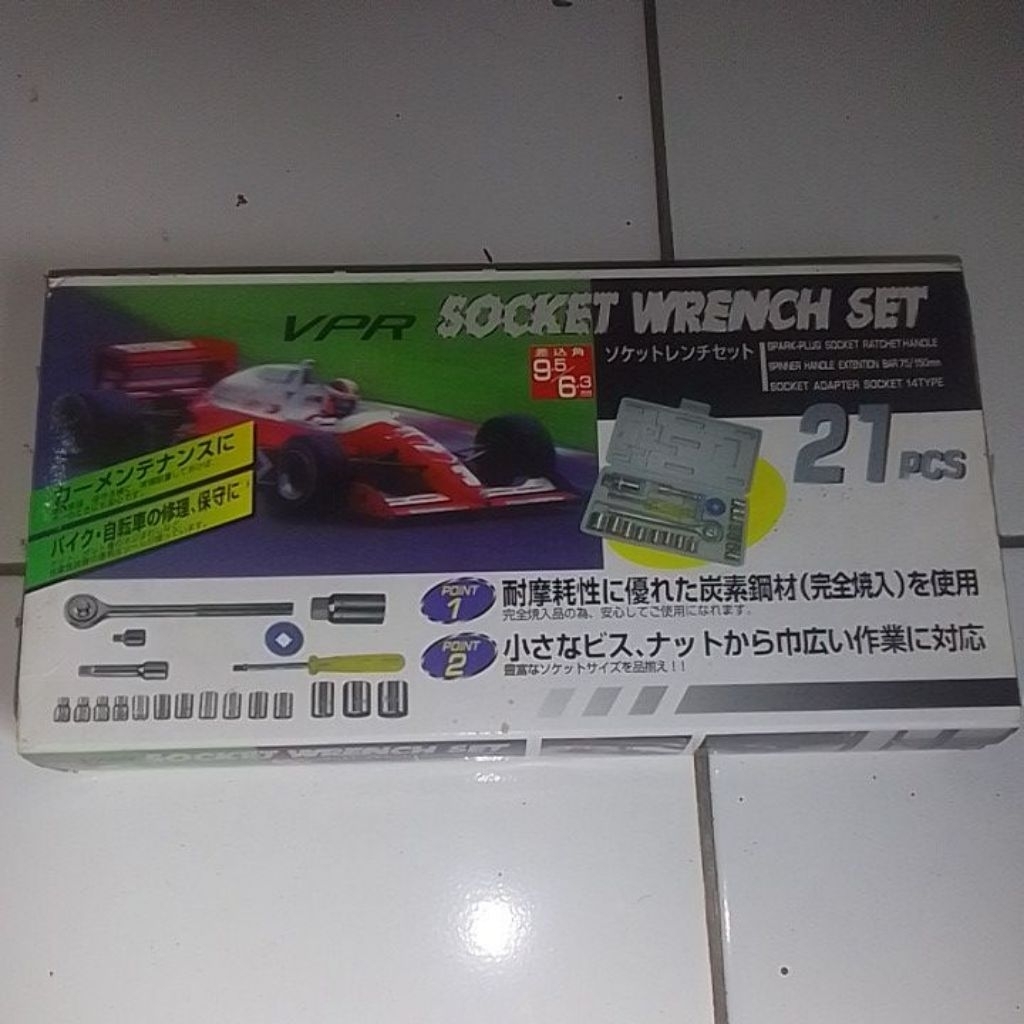 VPR SOCKET WRENCH SET
差込角
9.5/6.3
ソケットレンチセット
SPARK-PLUG SOCKET RATCHET HANDLE
SPINNER HANDLE EXTENTION BAR 75/150mm
SOCKET ADAPTER SOCKET 14TYPE
21PCS
カーメンテナンスに
バイク・自転車の修理、保守に
POINT 1
耐摩耗性に優れた炭素鋼材(完全焼入)を使用
完全焼入品の為、安心してご使用になれます。
POINT 2
小さなビス、ナットから巾広い作業に対応
豊富なソケットサイズを品揃え!!
SOCKET WRENCH SET